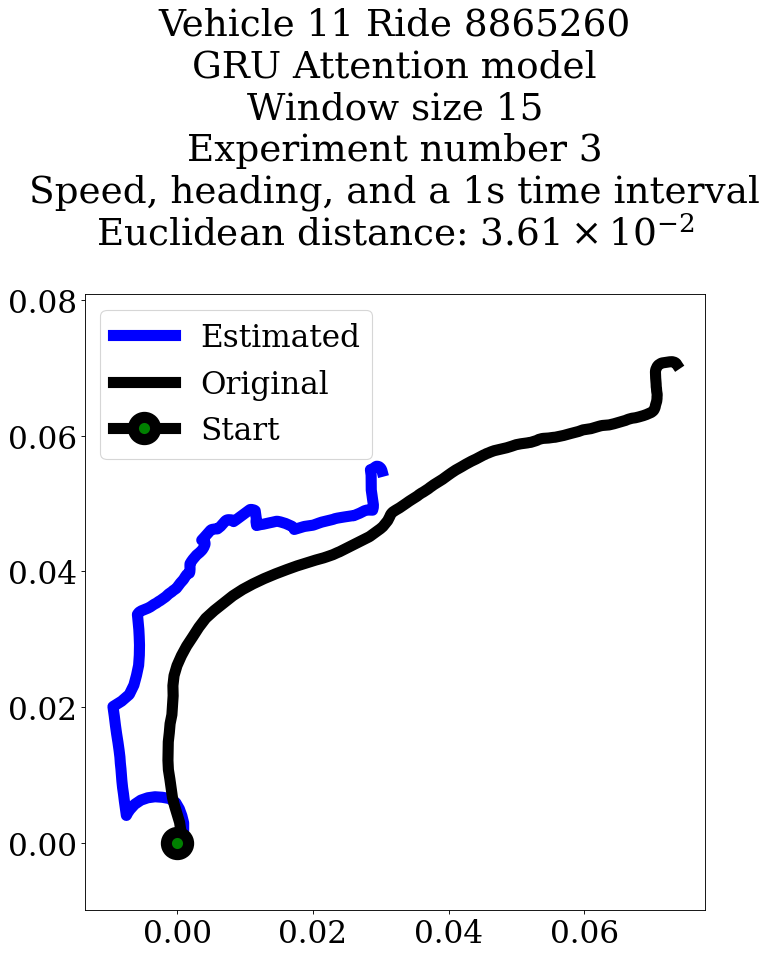 Vehicle 11 Ride 8865260
GRU Attention model
Window size 15
Experiment number 3
Speed, heading, and a 1s time interval
Euclidean distance: 3.61 × 10⁻²
0.08
0.06
0.04
0.02
0.00
Estimated
Original
Start
0.00 0.02 0.04 0.06